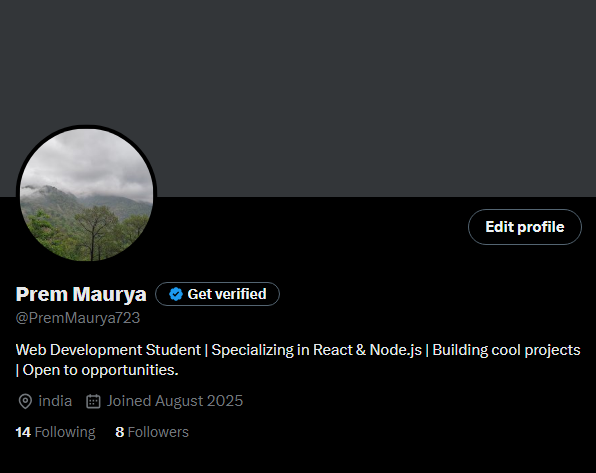 Edit profile
Prem Maurya Get verified
@PremMaurya723
Web Development Student | Specializing in React & Node.js | Building cool projects
| Open to opportunities.
india Joined August 2025
14 Following 8 Followers